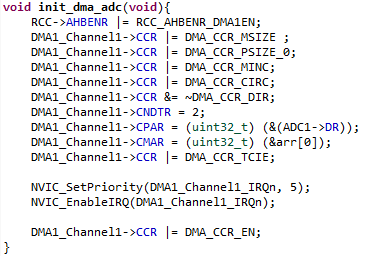 void init_dma_adc(void){
RCC->AHBENR |= RCC_AHBENR_DMA1EN;
DMA1_Channel1->CCR |= DMA_CCR_MSIZE ;
DMA1_Channel1->CCR |= DMA_CCR_PSIZE_0;
DMA1_Channel1->CCR |= DMA_CCR_MINC;
DMA1_Channel1->CCR |= DMA_CCR_CIRC;
DMA1_Channel1->CCR &= ~DMA_CCR_DIR;
DMA1_Channel1->CNDTR = 2;
DMA1_Channel1->CPAR = (uint32_t) (&(ADC1->DR));
DMA1_Channel1->CMAR = (uint32_t) (&arr[0]);
DMA1_Channel1->CCR |= DMA_CCR_TCIE;
NVIC_SetPriority(DMA1_Channel1_IRQn, 5);
NVIC_EnableIRQ(DMA1_Channel1_IRQn);
DMA1_Channel1->CCR |= DMA_CCR_EN;
}